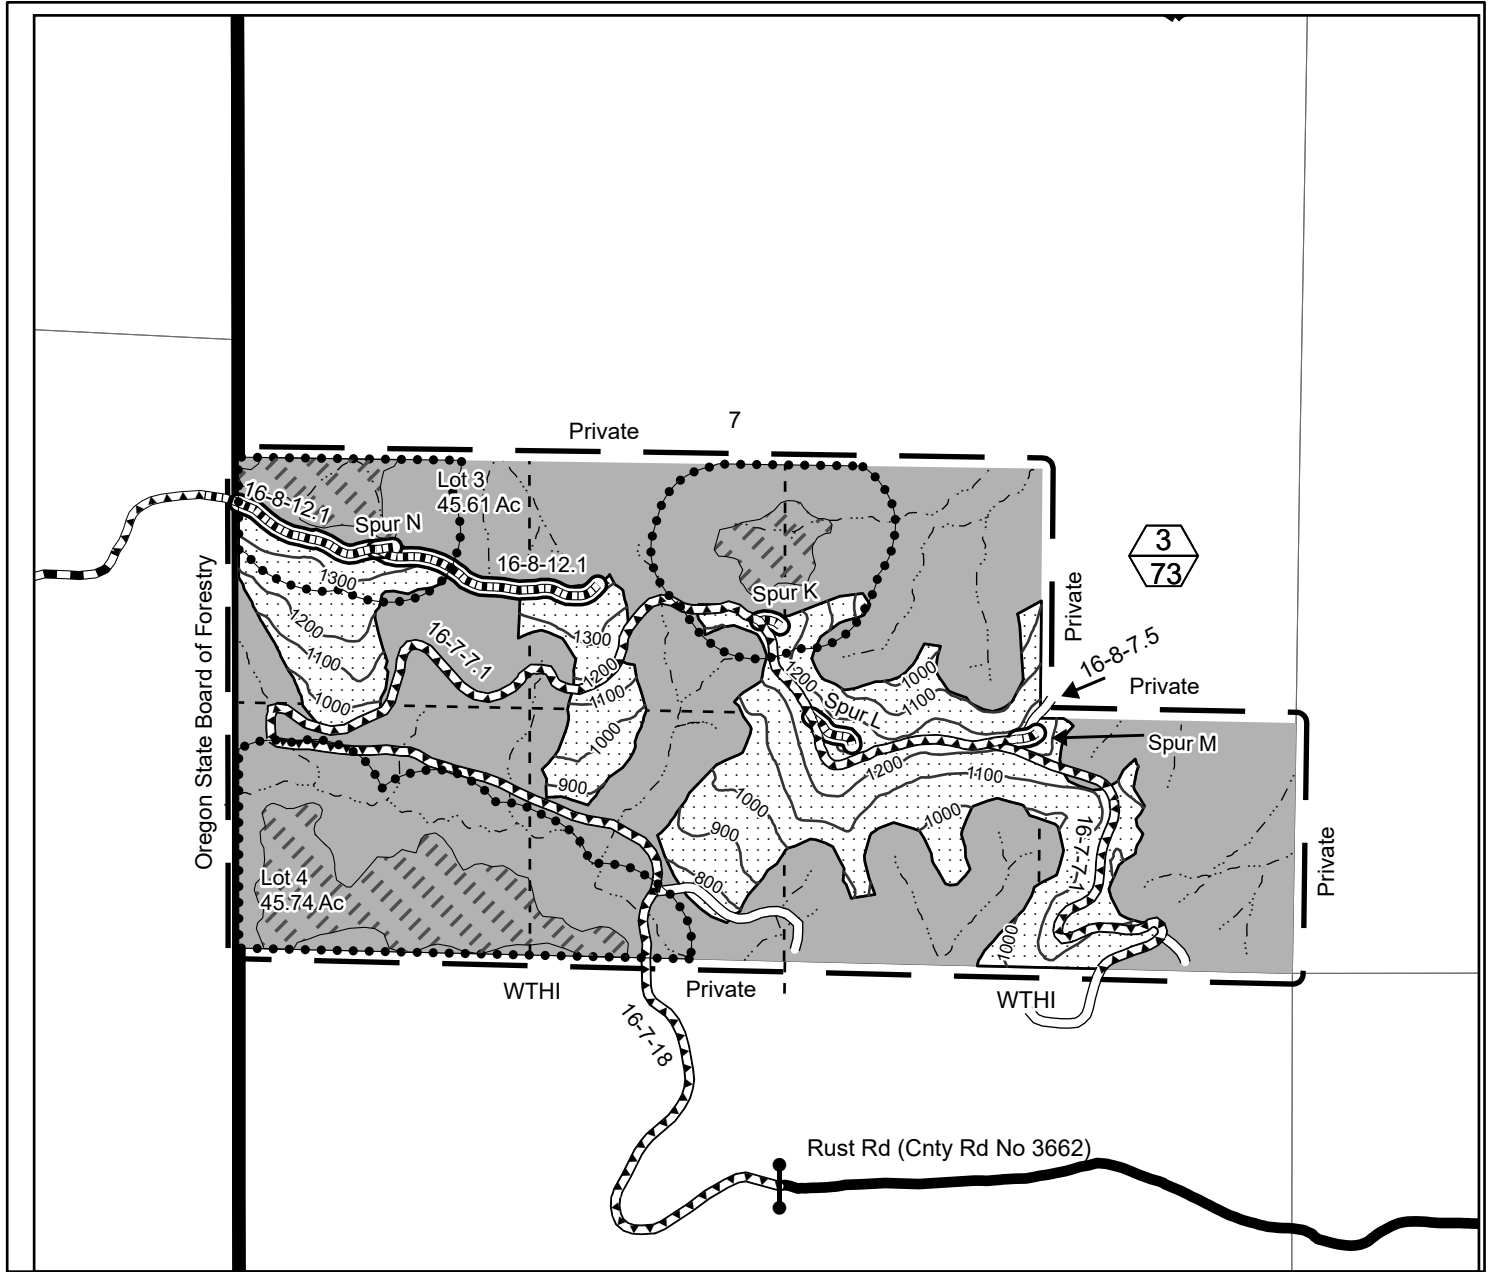 7
Private
Lot 3
45.61 Ac
16-8-12.1
Spur N
16-8-12.1
3
73
Oregon State Board of Forestry
1300
Spur K
Private
1200
16-7-7.1
1300
16-8-7.5
1100
1200
1200
1000
Private
1000
1100
1100
Spur L
1000
Spur M
1200
1100
900
1000
1000
900
16-7-7.1
Private
Lot 4
45.74 Ac
800
1000
WTHI
Private
WTHI
16-7-18
Rust Rd (Cnty Rd No 3662)